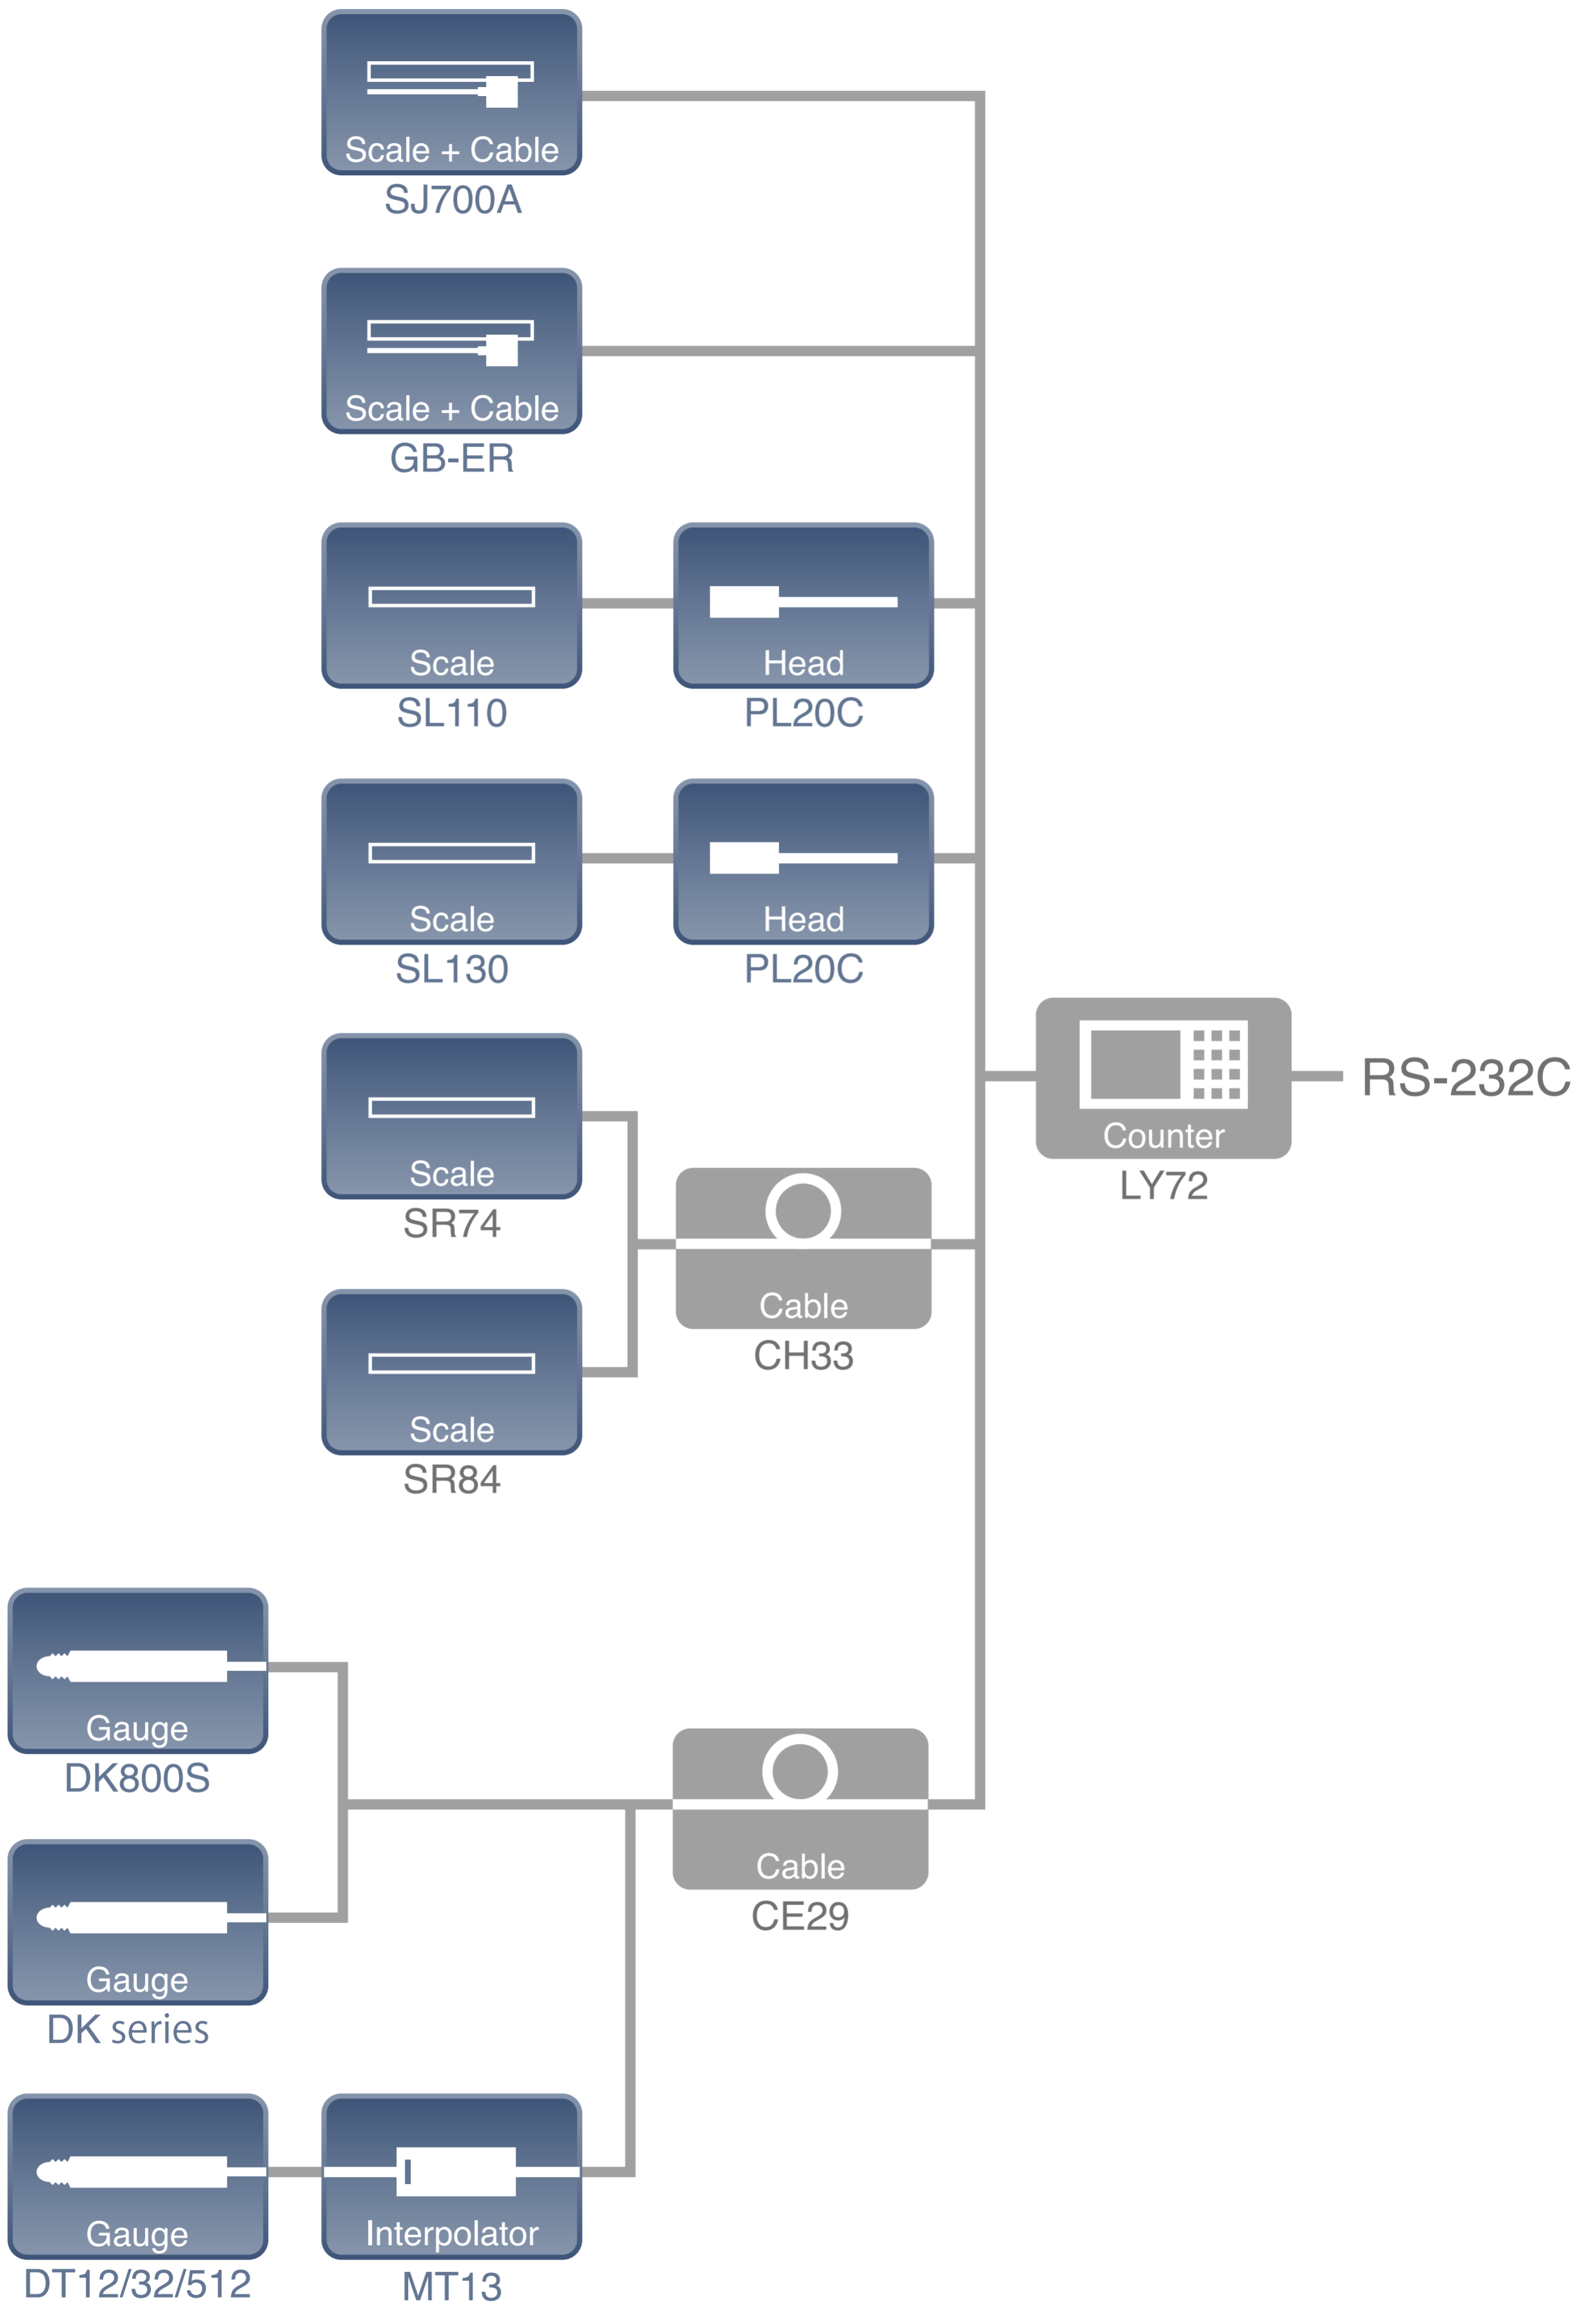 Scale + Cable
SJ700A
Scale + Cable
GB-ER
Scale
SL110
Head
PL20C
Scale
SL130
Head
PL20C
Scale
SR74
Scale
SR84
Cable
CH33
Counter
LY72
RS-232C
Gauge
DK800S
Gauge
DK series
Cable
CE29
Gauge
DT12/32/512
Interpolator
MT13